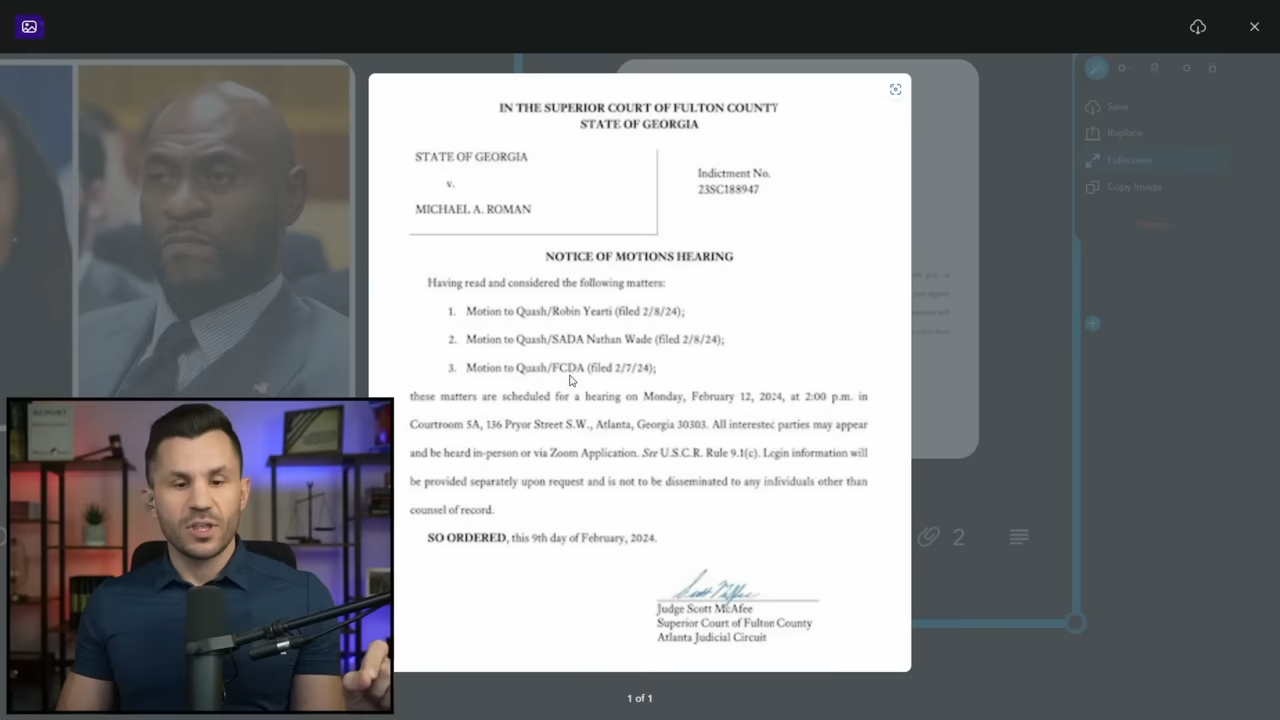 IN THE SUPERIOR COURT OF FULTON COUNTY
STATE OF GEORGIA
STATE OF GEORGIA
v.
MICHAEL A. ROMAN
Indictment No.
23SC188947
NOTICE OF MOTIONS HEARING
Having read and considered the following matters:
1. Motion to Quash/Robin Yearti (filed 2/8/24);
2. Motion to Quash/SADA Nathan Wade (filed 2/8/24);
3. Motion to Quash/FCDA (filed 2/7/24);
these matters are scheduled for a hearing on Monday, February 12, 2024, at 2:00 p.m. in
Courtroom 5A, 136 Pryor Street S.W., Atlanta, Georgia 30303. All interested parties may appear
and be heard in-person or via Zoom Application. See U.S.C.R. Rule 9.1(c). Login information will
be provided separately upon request and is not to be disseminated to any individuals other than
counsel of record.
SO ORDERED, this 9th day of February, 2024.
Judge Scott McAfee
Superior Court of Fulton County
Atlanta Judicial Circuit
Save
Replace
Fullscreen
Copy Image
2
1 of 1